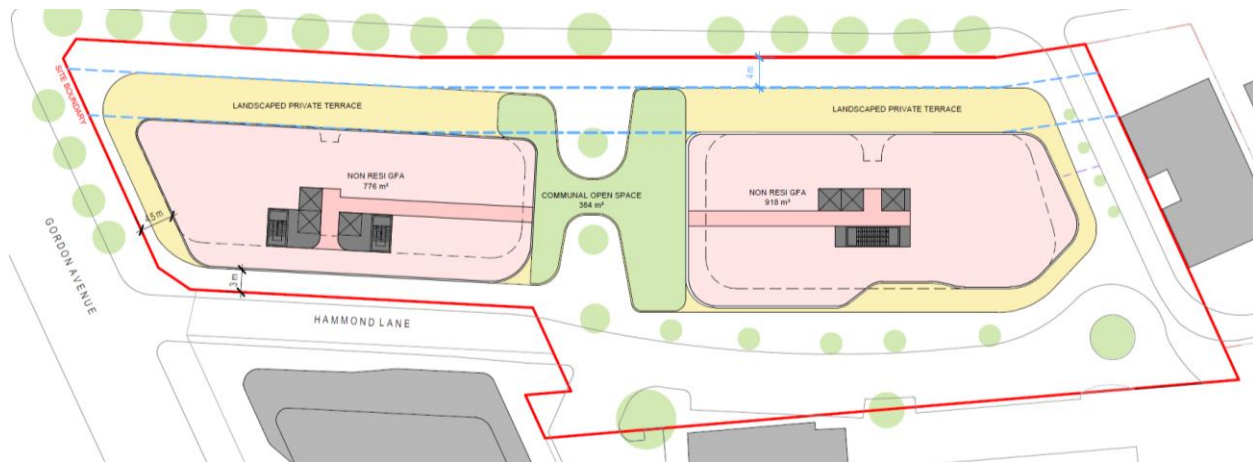 SITE BOUNDARY
4m
LANDSCAPED PRIVATE TERRACE
LANDSCAPED PRIVATE TERRACE
NON RESI GFA
776 m²
COMMUNAL OPEN SPACE
384 m²
NON RESI GFA
918 m²
4.5m
GORDON AVENUE
3m
HAMMOND LANE